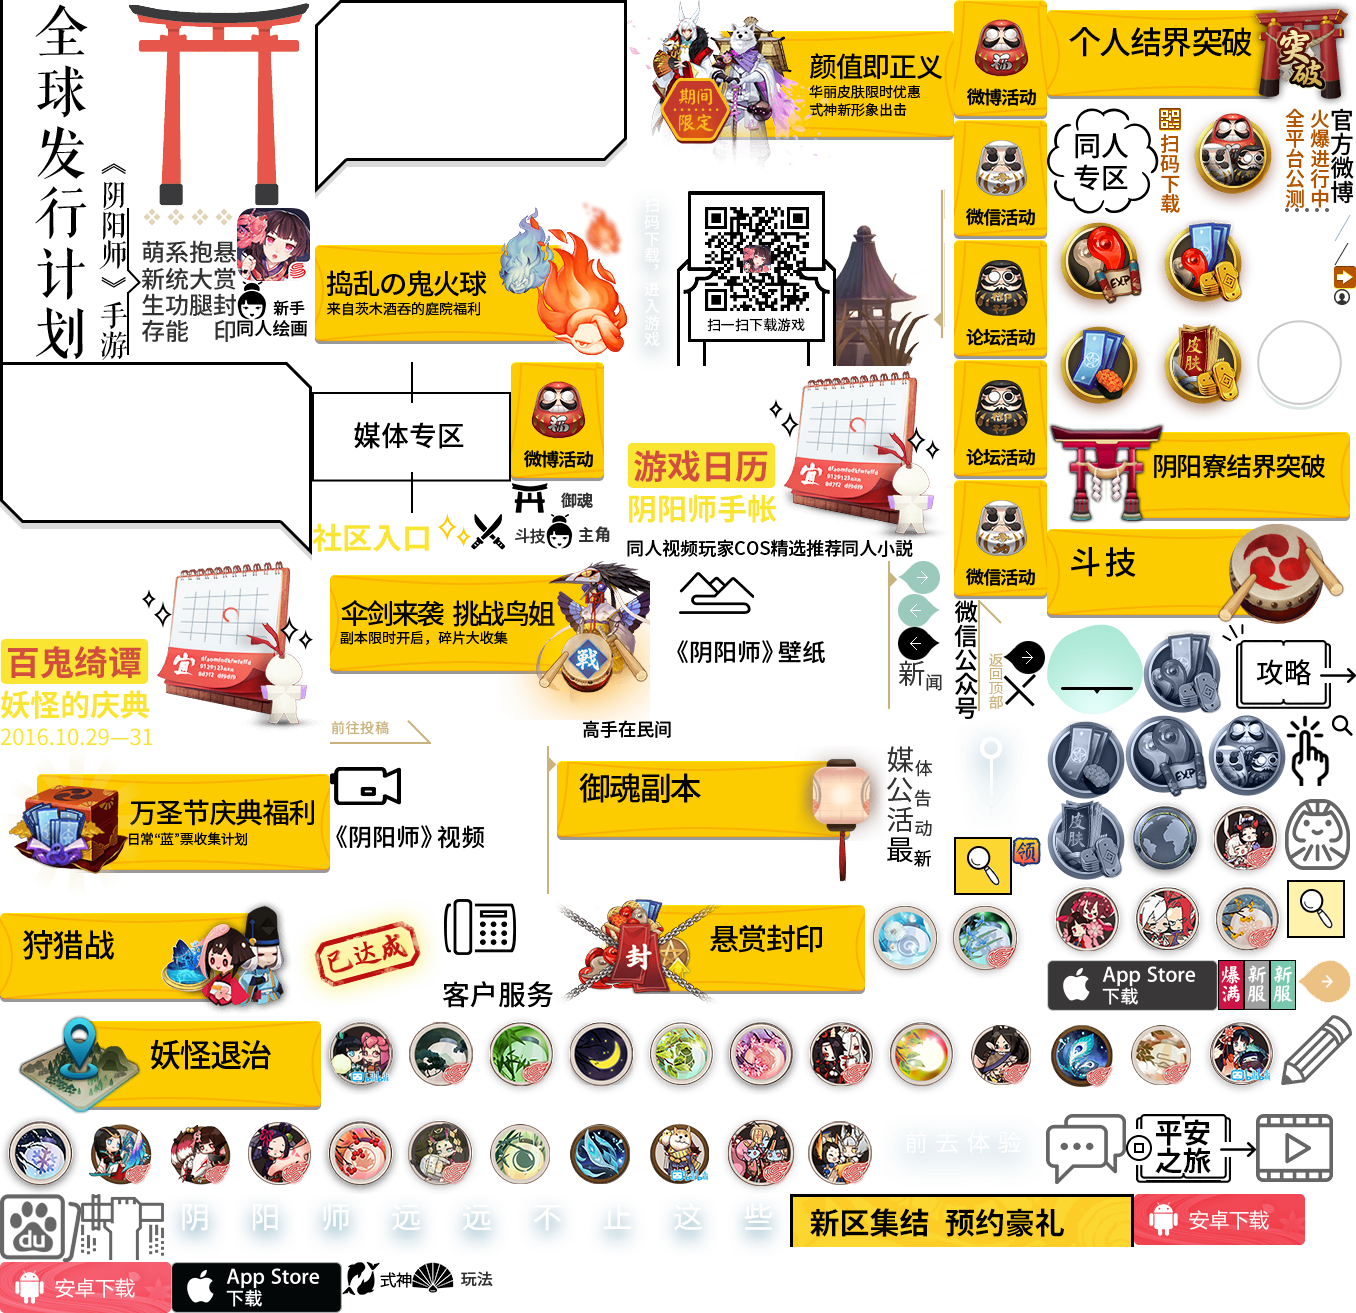 全球发行计划
《阴阳师》手游
萌系抱悬
新统大赏
生功腿封
存能 印
新手
同人绘画
颜值即正义
华丽皮肤限时优惠
式神新形象出击
期间
限定
微博活动
微信活动
论坛活动
论坛活动
微信活动
个人结界突破
突破
同人
专区
扫码下载
全平台公测
火爆进行中
官方微博
捣乱の鬼火球
来自茨木酒吞的庭院福利
扫码下载，进入游戏
扫一扫下载游戏
EXP
皮肤
媒体专区
微博活动
御魂
斗技
主角
社区入口
游戏日历
阴阳师手帐
宜
同人视频玩家COS精选推荐同人小説
阴阳寮结界突破
斗技
百鬼绮谭
妖怪的庆典
2016.10.29—31
宜
伞剑来袭 挑战鸟姐
副本限时开启，碎片大收集
戰
前往投稿
《阴阳师》壁纸
高手在民间
新闻
微信公众号
返回顶部
攻略
EXP
皮肤
万圣节庆典福利
日常“蓝”票收集计划
《阴阳师》视频
御魂副本
媒体
公告
活动
最新
领
狩猎战
已达成
客户服务
封
悬赏封印
App Store
下载
爆满
新服
新服
妖怪退治
前去体验
平安
之旅
du
阴阳师远远不止这些
新区集结 预约豪礼
安卓下载
安卓下载
App Store
下载
式神
玩法